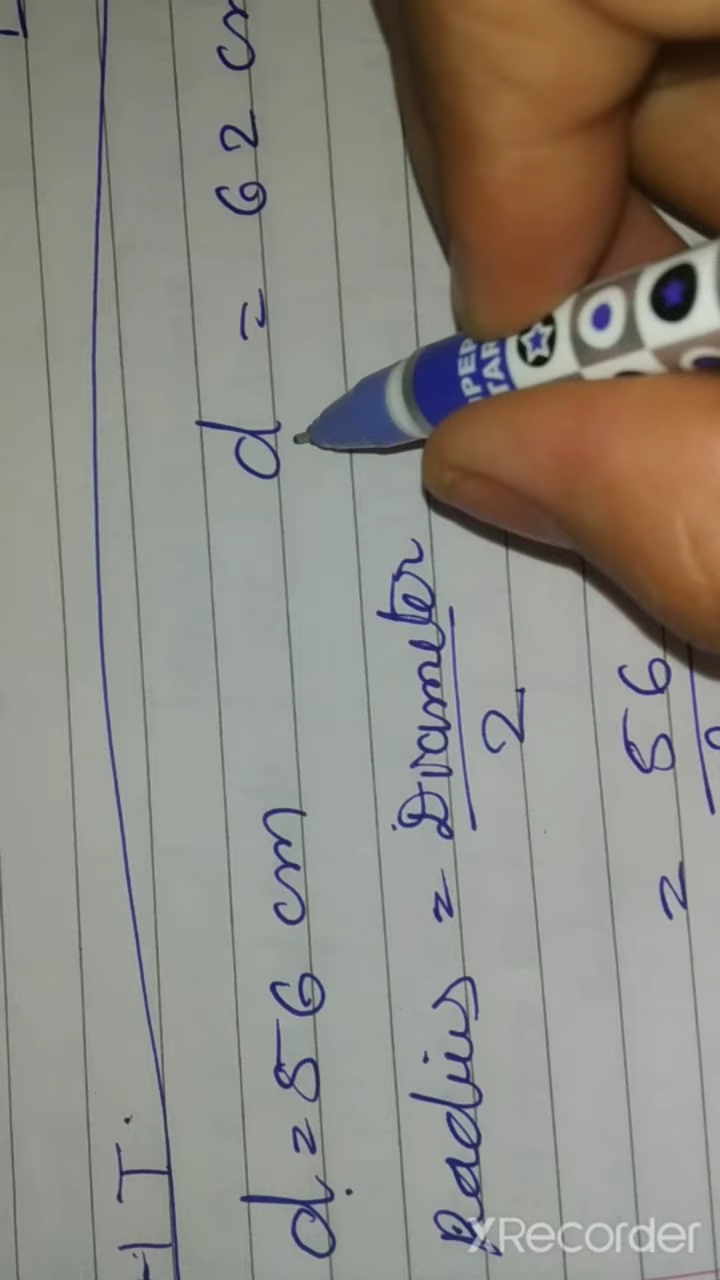 I.
d = 56 cm d = 62 cm
Radius = Diameter
2
= 56
XRecorder